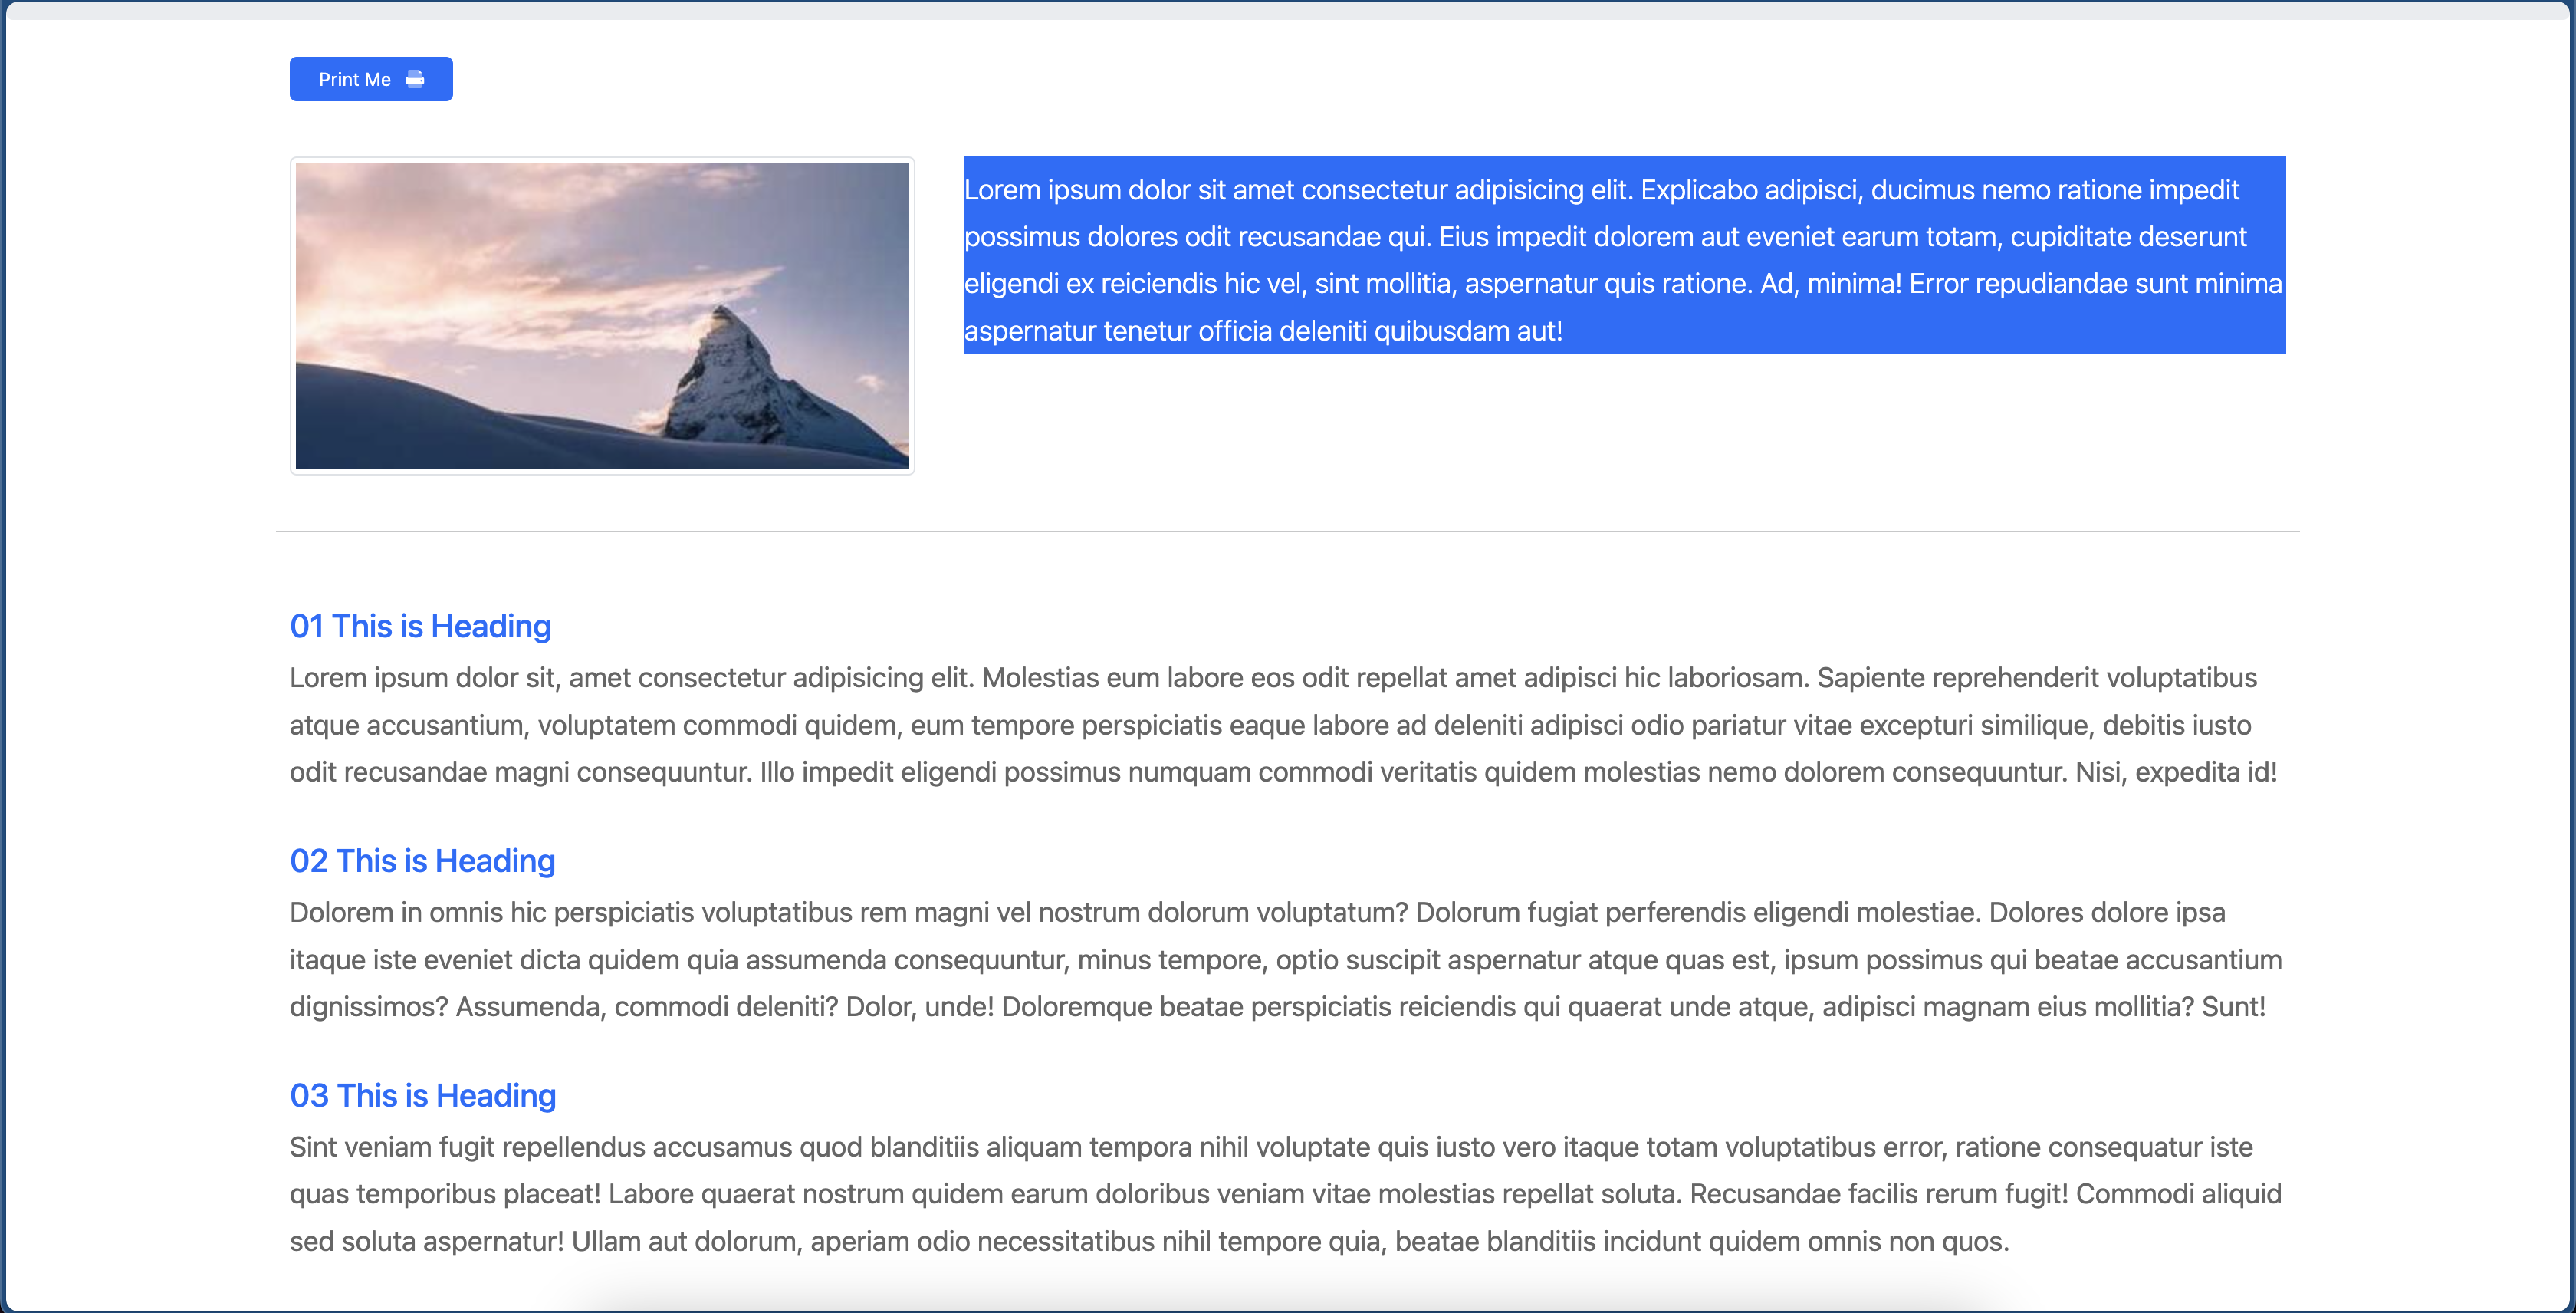 Print Me
Lorem ipsum dolor sit amet consectetur adipisicing elit. Explicabo adipisci, ducimus nemo ratione impedit
possimus dolores odit recusandae qui. Eius impedit dolorem aut eveniet earum totam, cupiditate deserunt
eligendi ex reiciendis hic vel, sint mollitia, aspernatur quis ratione. Ad, minima! Error repudiandae sunt minima
aspernatur tenetur officia deleniti quibusdam aut!
01 This is Heading
Lorem ipsum dolor sit, amet consectetur adipisicing elit. Molestias eum labore eos odit repellat amet adipisci hic laboriosam. Sapiente reprehenderit voluptatibus
atque accusantium, voluptatem commodi quidem, eum tempore perspiciatis eaque labore ad deleniti adipisci odio pariatur vitae excepturi similique, debitis iusto
odit recusandae magni consequuntur. Illo impedit eligendi possimus numquam commodi veritatis quidem molestias nemo dolorem consequuntur. Nisi, expedita id!
02 This is Heading
Dolorem in omnis hic perspiciatis voluptatibus rem magni vel nostrum dolorum voluptatum? Dolorum fugiat perferendis eligendi molestiae. Dolores dolore ipsa
itaque iste eveniet dicta quidem quia assumenda consequuntur, minus tempore, optio suscipit aspernatur atque quas est, ipsum possimus qui beatae accusantium
dignissimos? Assumenda, commodi deleniti? Dolor, unde! Doloremque beatae perspiciatis reiciendis qui quaerat unde atque, adipisci magnam eius mollitia? Sunt!
03 This is Heading
Sint veniam fugit repellendus accusamus quod blanditiis aliquam tempora nihil voluptate quis iusto vero itaque totam voluptatibus error, ratione consequatur iste
quas temporibus placeat! Labore quaerat nostrum quidem earum doloribus veniam vitae molestias repellat soluta. Recusandae facilis rerum fugit! Commodi aliquid
sed soluta aspernatur! Ullam aut dolorum, aperiam odio necessitatibus nihil tempore quia, beatae blanditiis incidunt quidem omnis non quos.